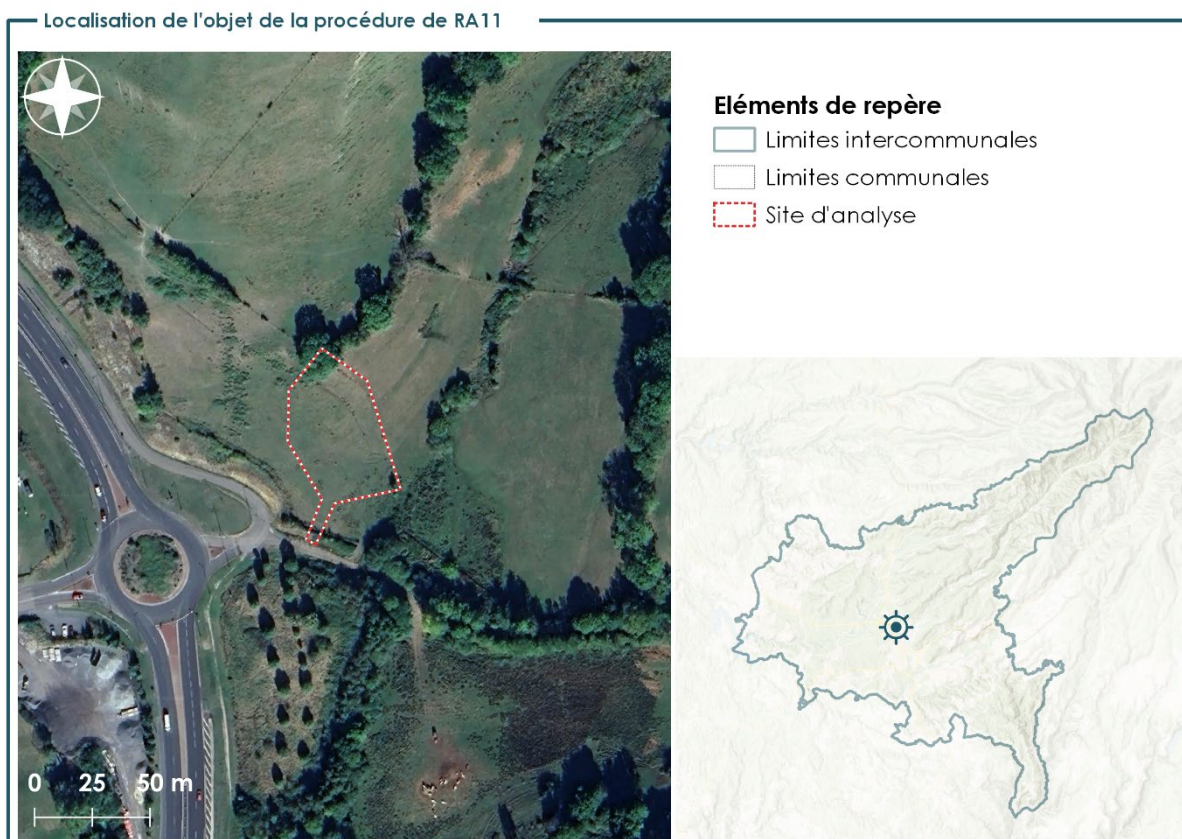 Localisation de l'objet de la procédure de RA11
Eléments de repère
Limites intercommunales
Limites communales
Site d'analyse
0 25 50 m